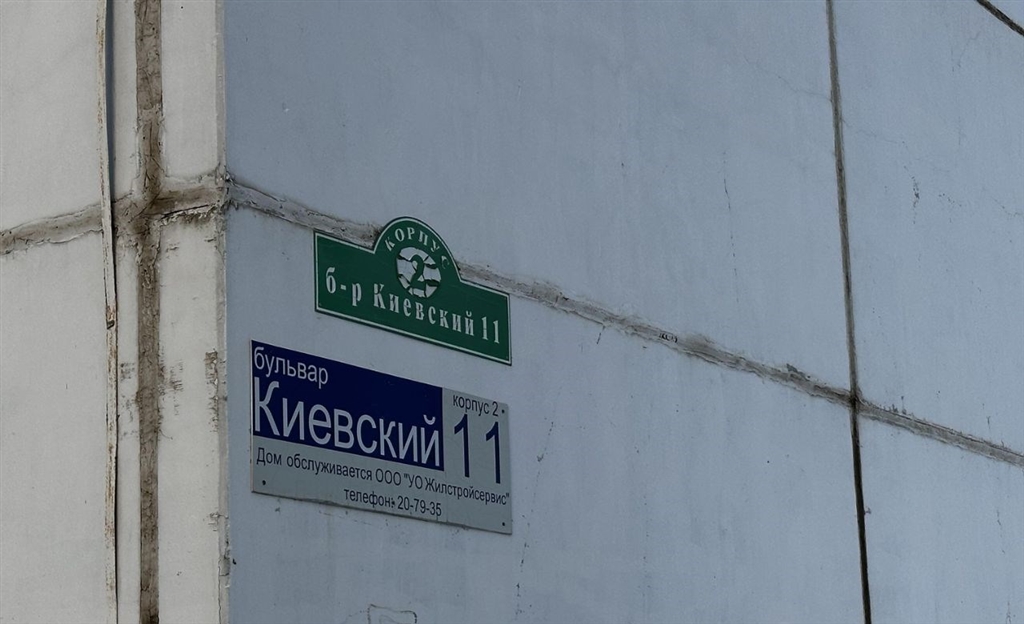 КОРПУС
2
б-р Киевский 11
бульвар
Киевский
корпус 2
11
Дом обслуживается ООО "УО Жилстройсервис"
телефон: 20-79-35